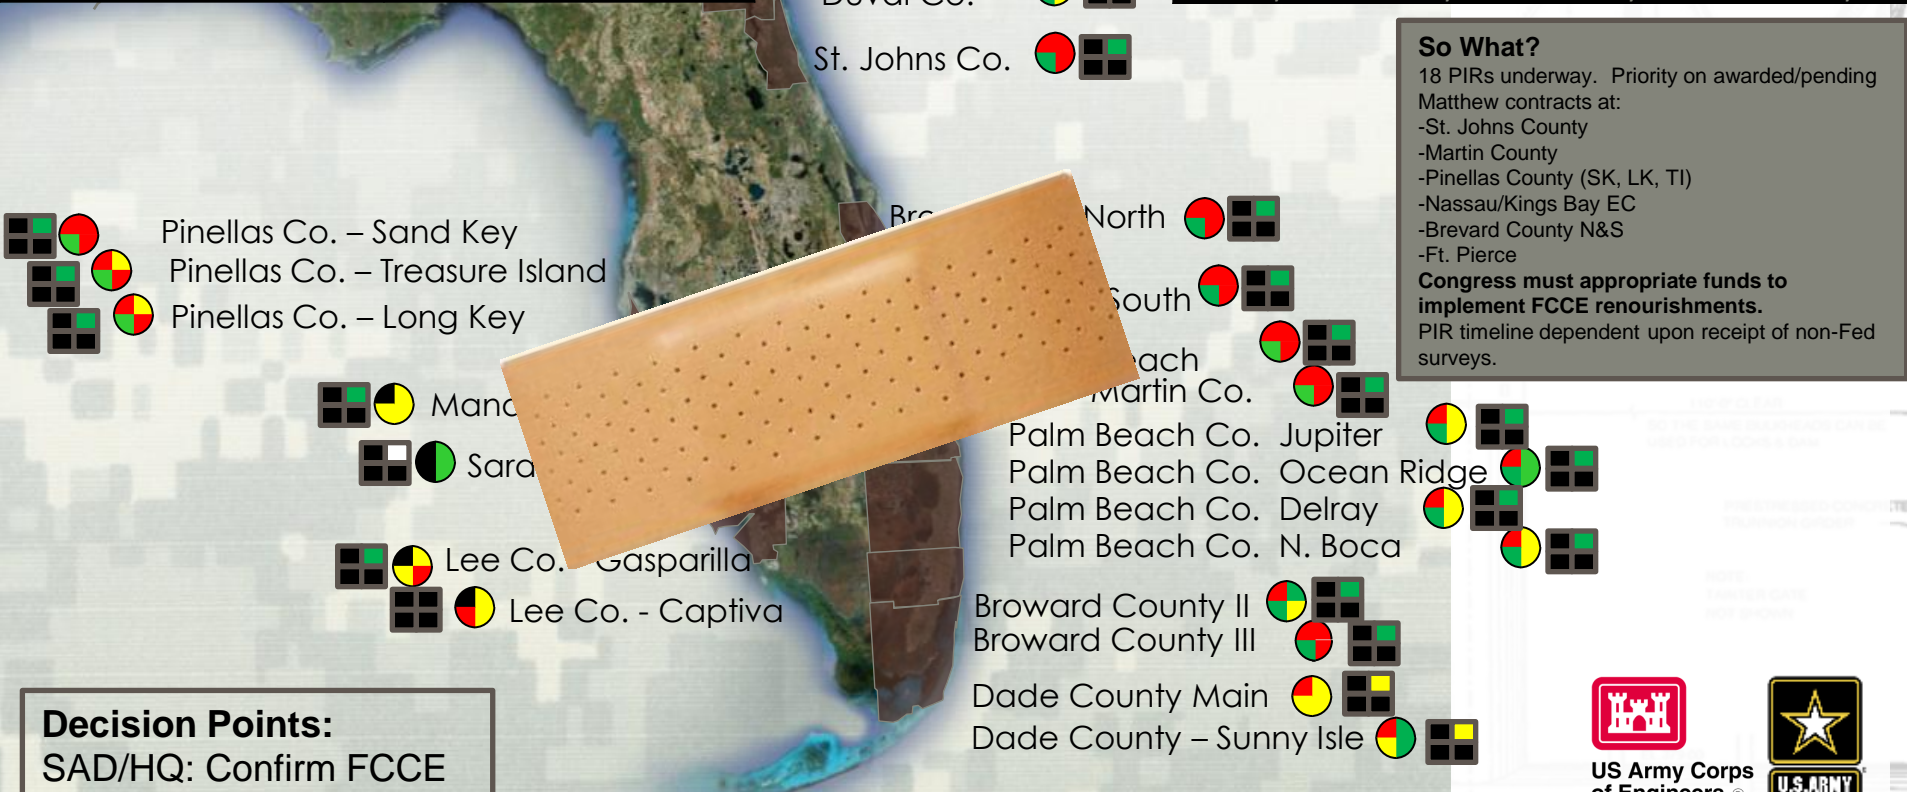 Duval Co.
St. Johns Co.
So What?
18 PIRs underway. Priority on awarded/pending
Matthew contracts at:
-St. Johns County
-Martin County
-Pinellas County (SK, LK, TI)
-Nassau/Kings Bay EC
-Brevard County N&S
-Ft. Pierce
Congress must appropriate funds to
implement FCCE renourishments.
PIR timeline dependent upon receipt of non-Fed
surveys.
Pinellas Co. – Sand Key
Pinellas Co. – Treasure Island
Pinellas Co. – Long Key
North
South
Martin Co.
Palm Beach Co. Jupiter
Palm Beach Co. Ocean Ridge
Palm Beach Co. Delray
Palm Beach Co. N. Boca
Lee Co. - Gasparilla
Lee Co. - Captiva
Broward County II
Broward County III
Dade County Main
Dade County – Sunny Isle
Decision Points:
SAD/HQ: Confirm FCCE
US Army Corps
of Engineers ®
U.S.ARMY